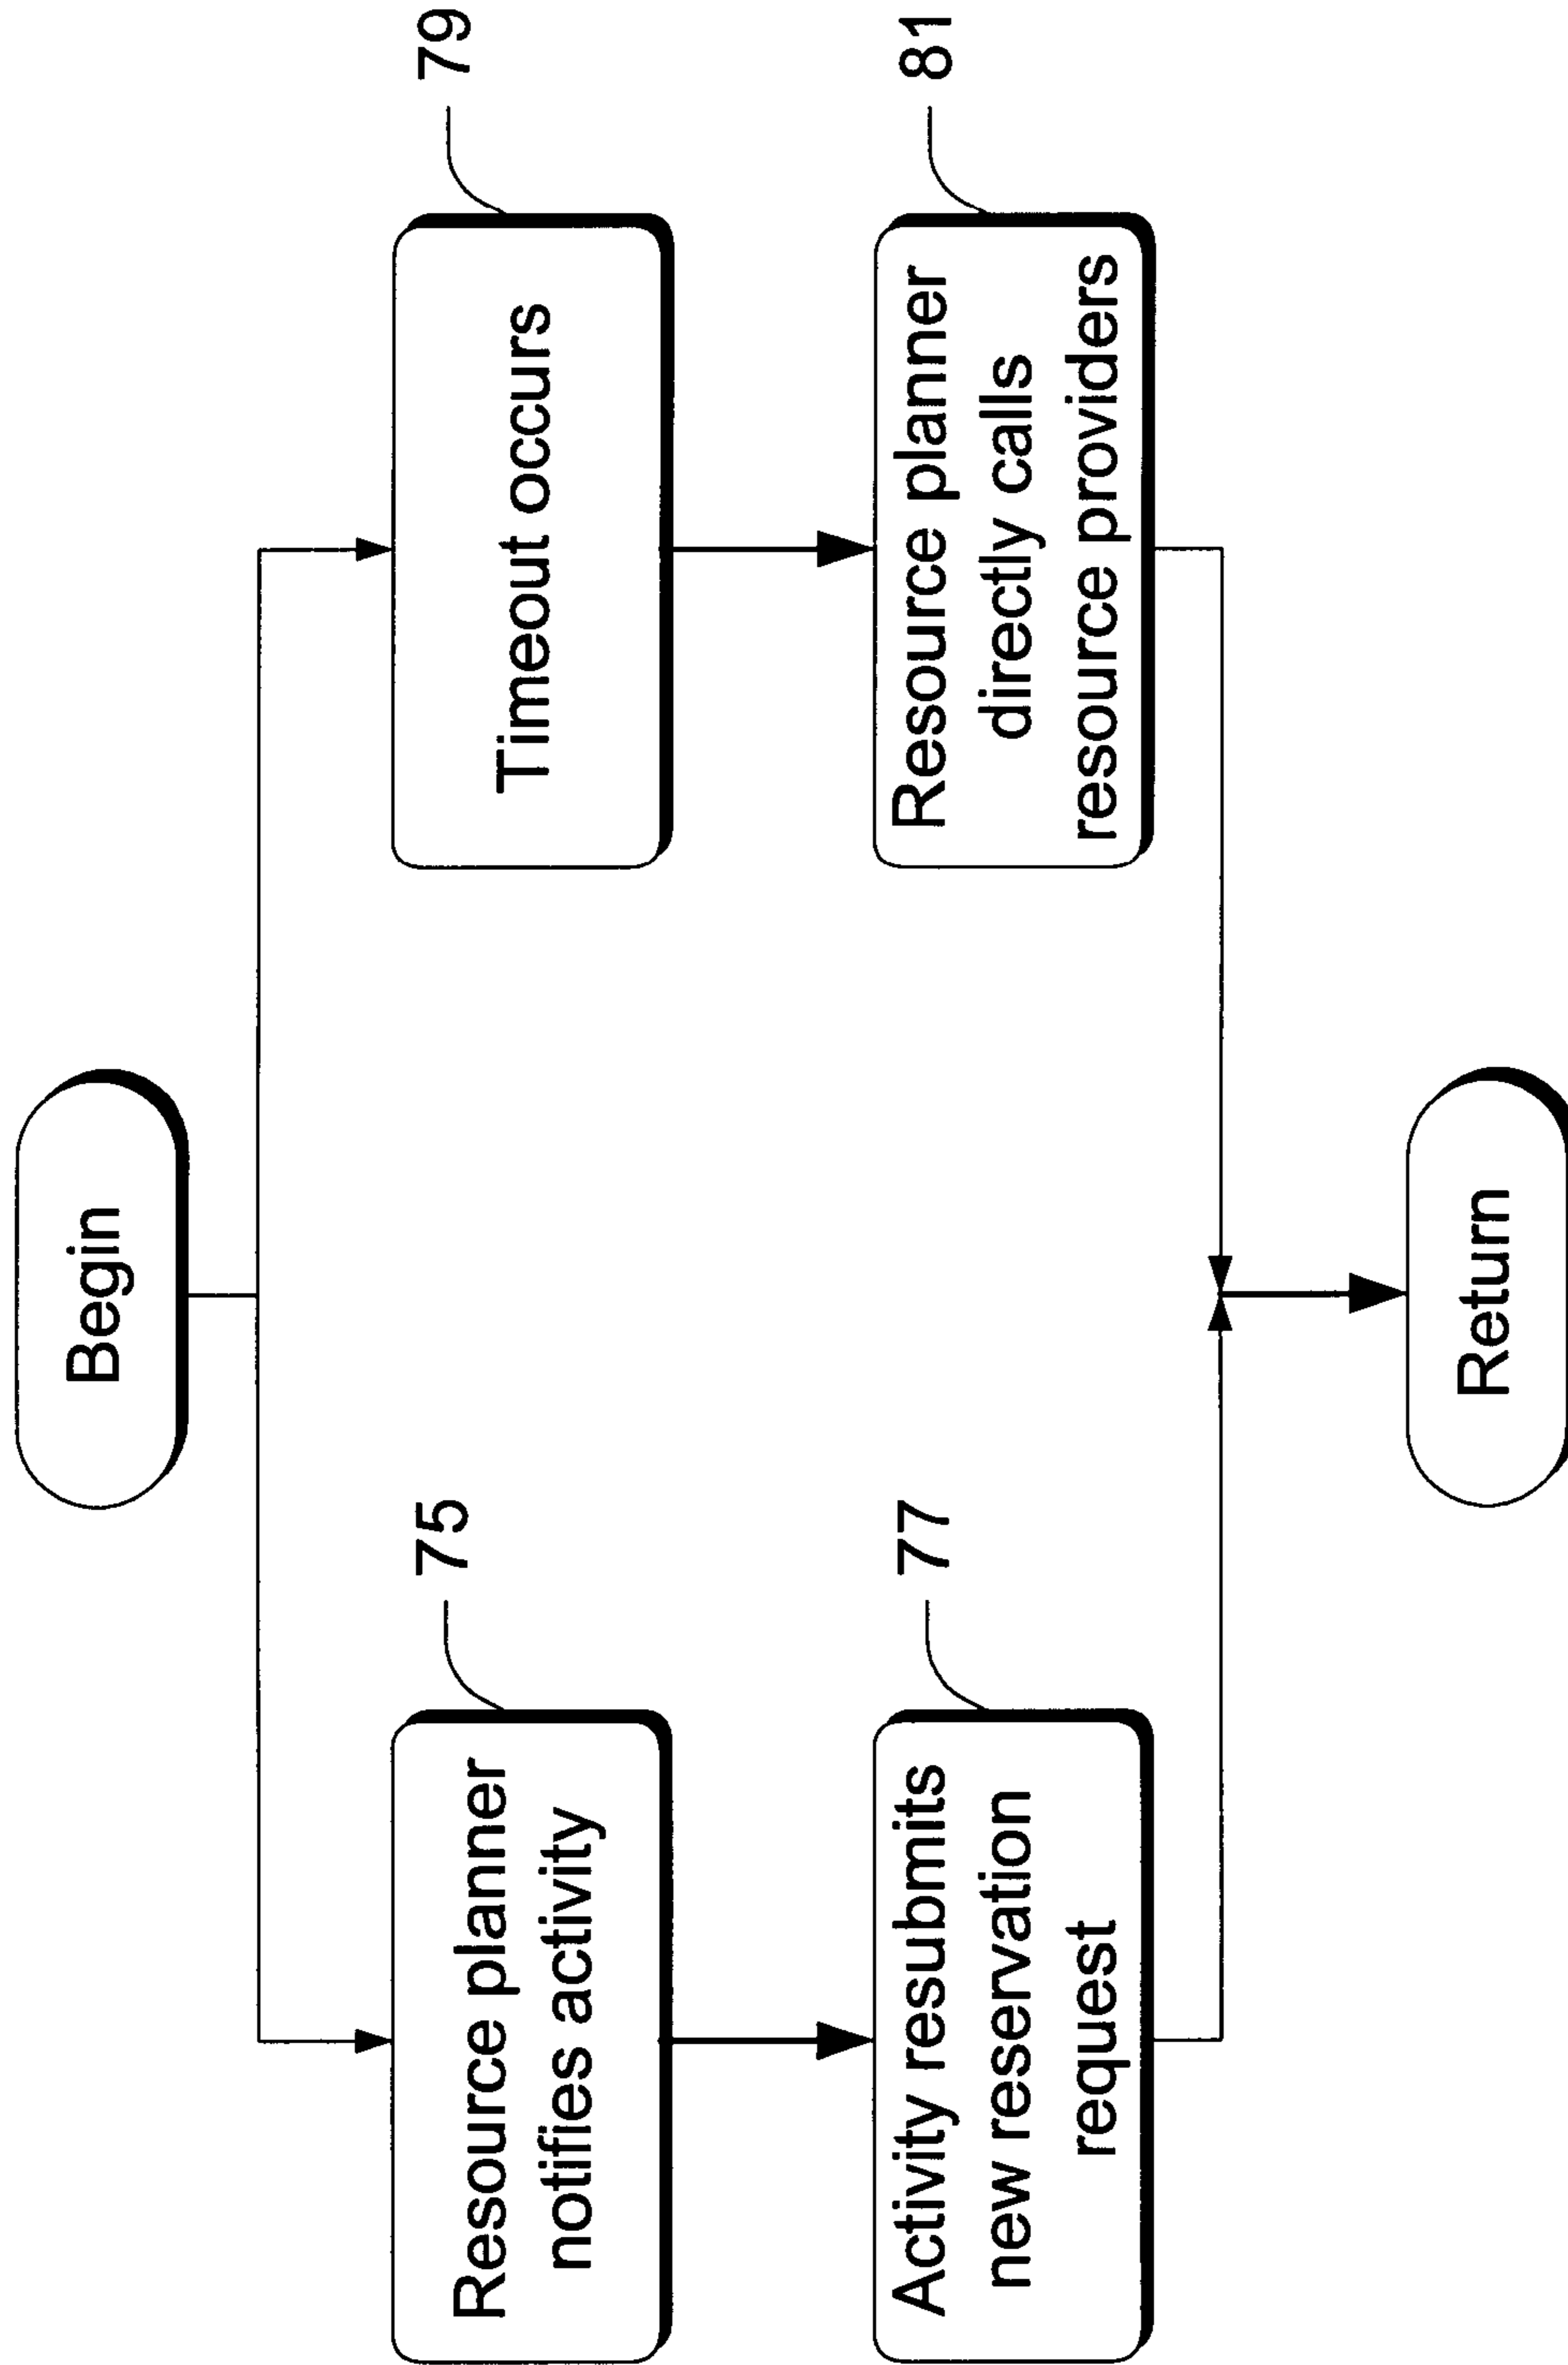 Begin
Resource planner
notifies activity
75
Timeout occurs
79
Activity resubmits
new reservation
request
77
Resource planner
directly calls
resource providers
81
Return